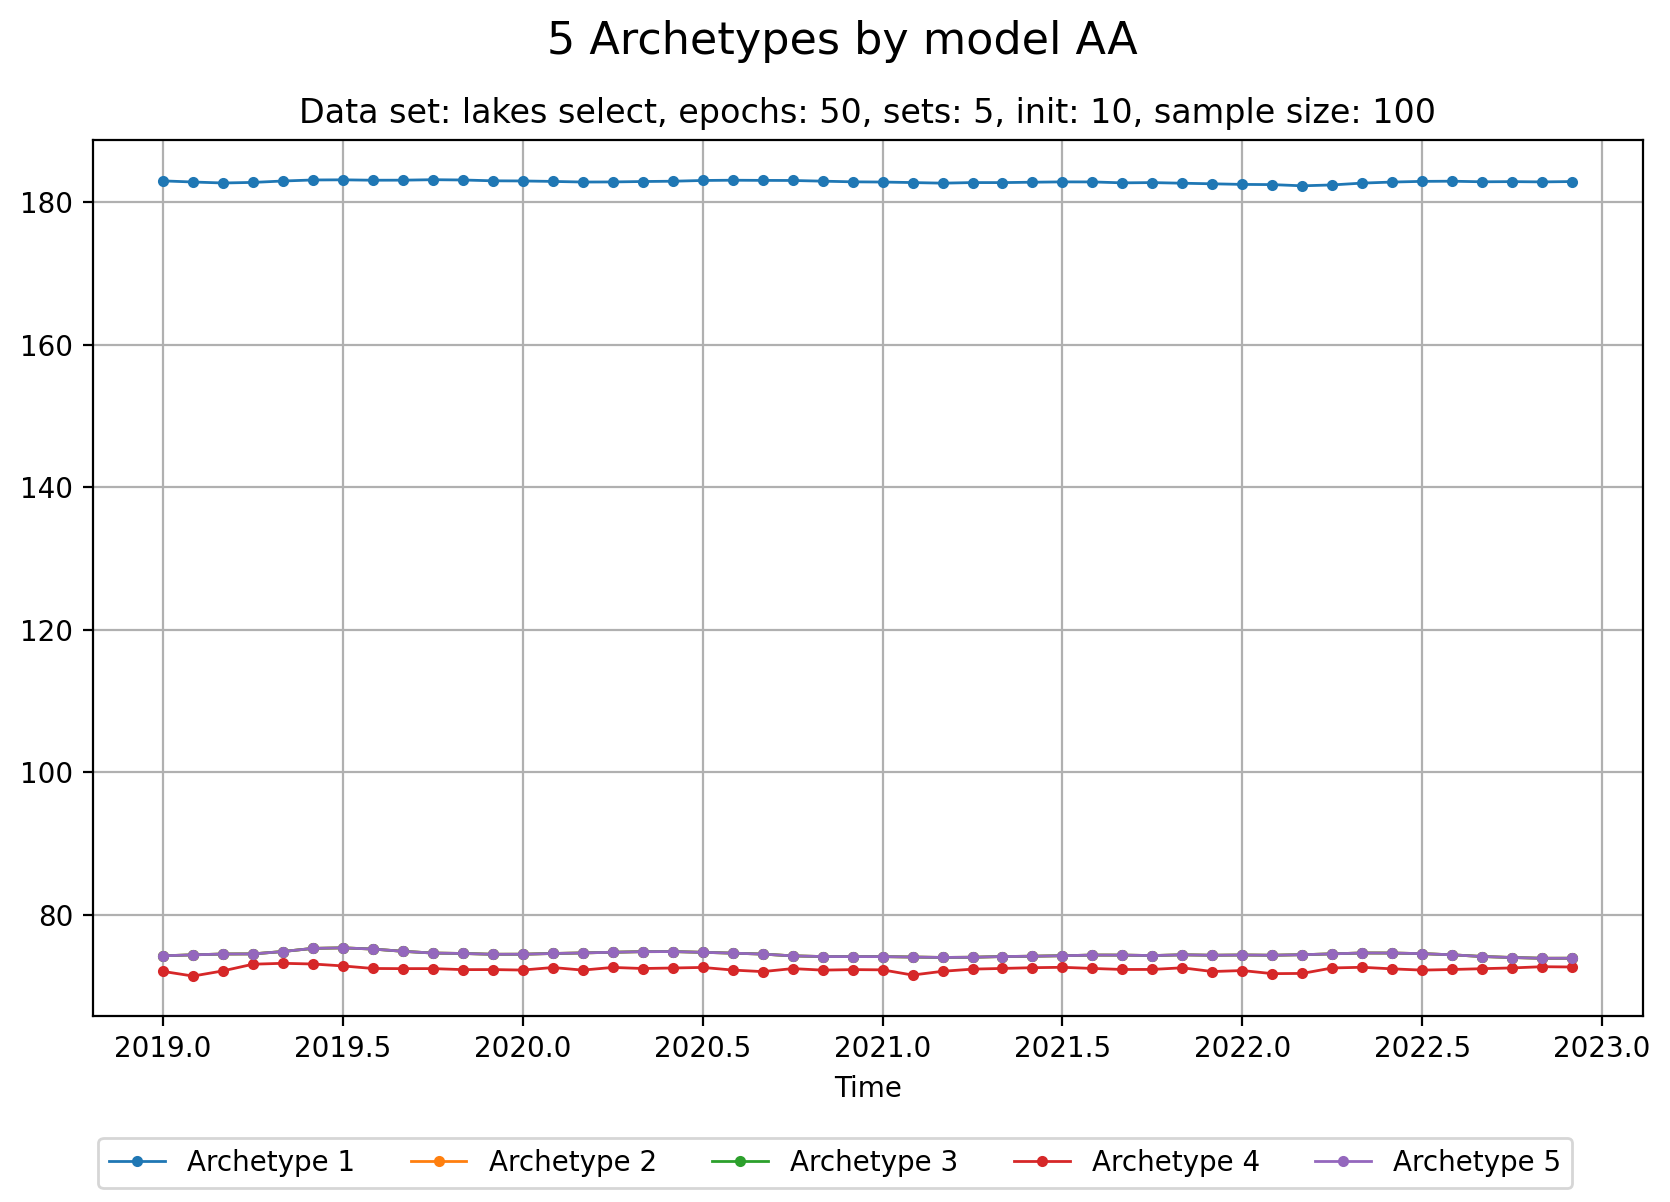 5 Archetypes by model AA
Data set: lakes select, epochs: 50, sets: 5, init: 10, sample size: 100
180
160
140
120
100
80
2019.0 2019.5 2020.0 2020.5 2021.0 2021.5 2022.0 2022.5 2023.0
Time
Archetype 1 Archetype 2 Archetype 3 Archetype 4 Archetype 5